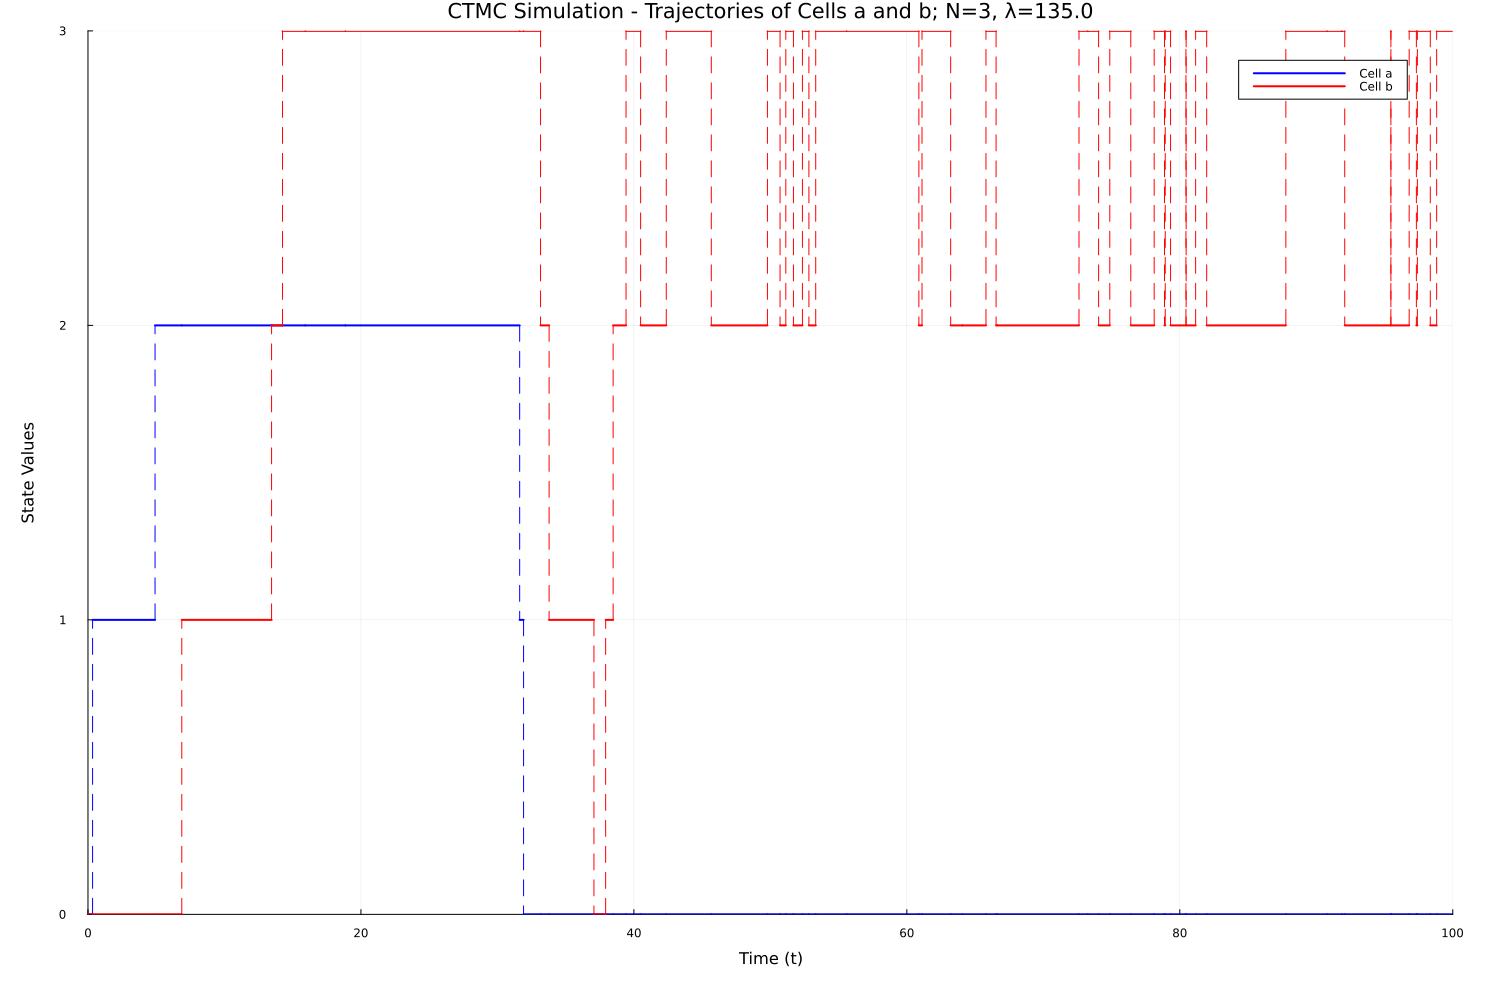 CTMC Simulation - Trajectories of Cells a and b; N=3, λ=135.0
3
Cell a
Cell b
2
State Values
1
0
0 20 40 60 80 100
Time (t)